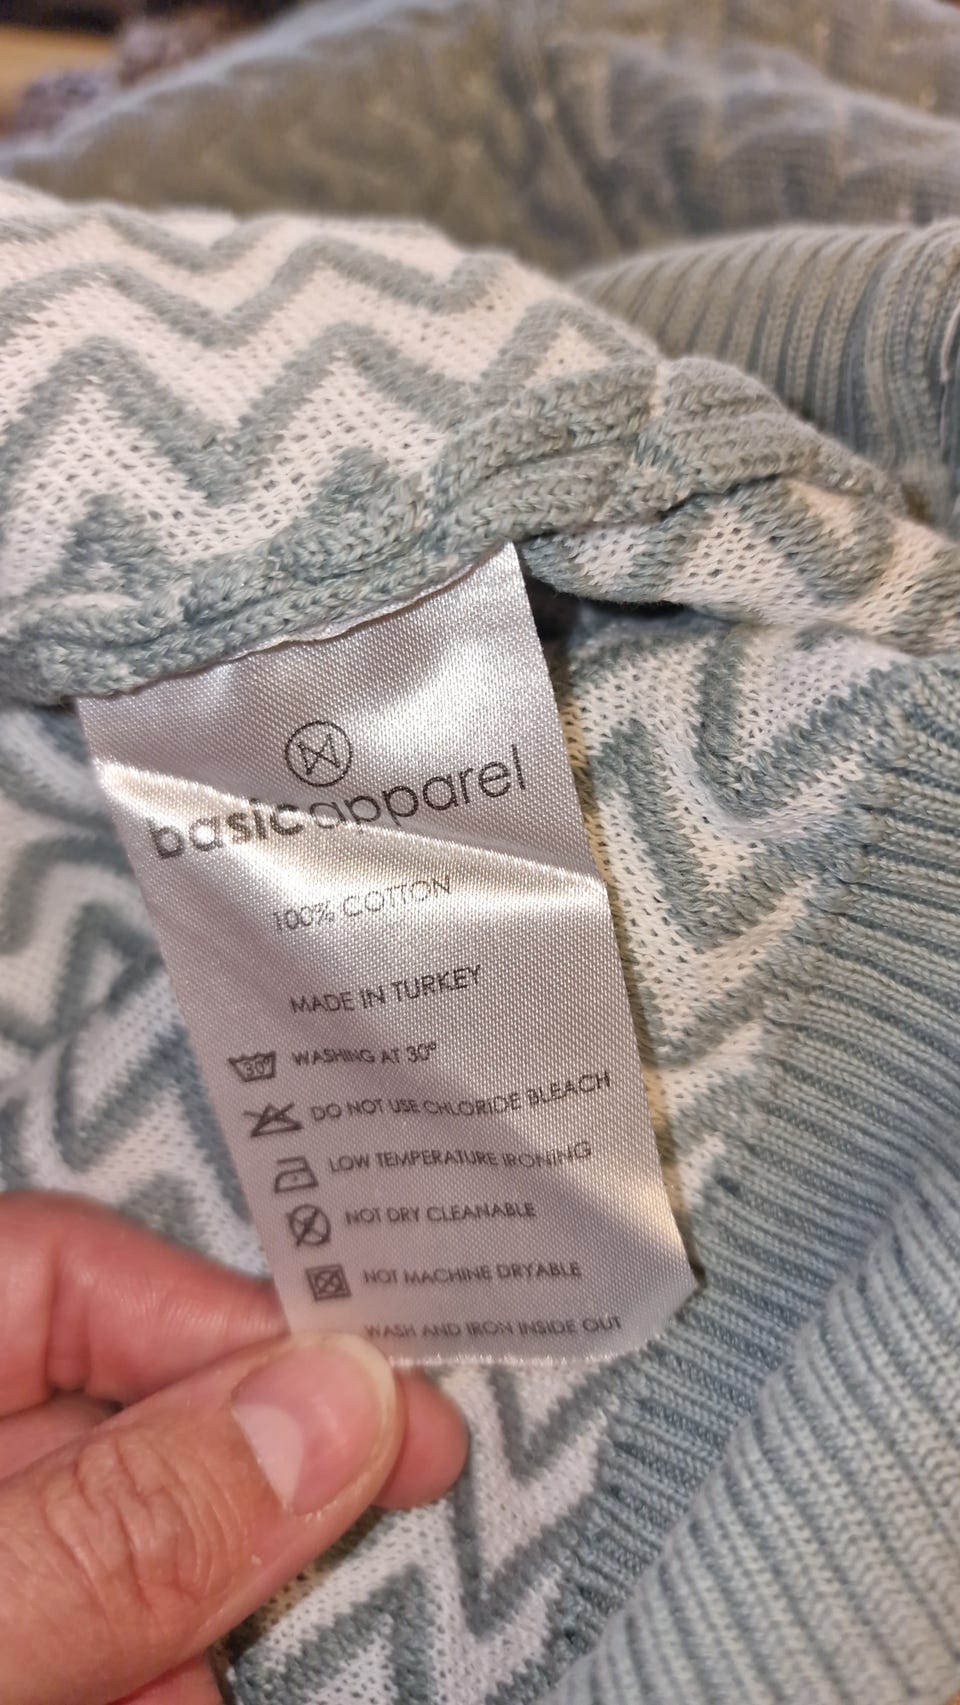 basicapparel
100% COTTON
MADE IN TURKEY
30° WASHING AT 30°
DO NOT USE CHLORIDE BLEACH
LOW TEMPERATURE IRONING
NOT DRY CLEANABLE
NOT MACHINE DRYABLE
WASH AND IRON INSIDE OUT